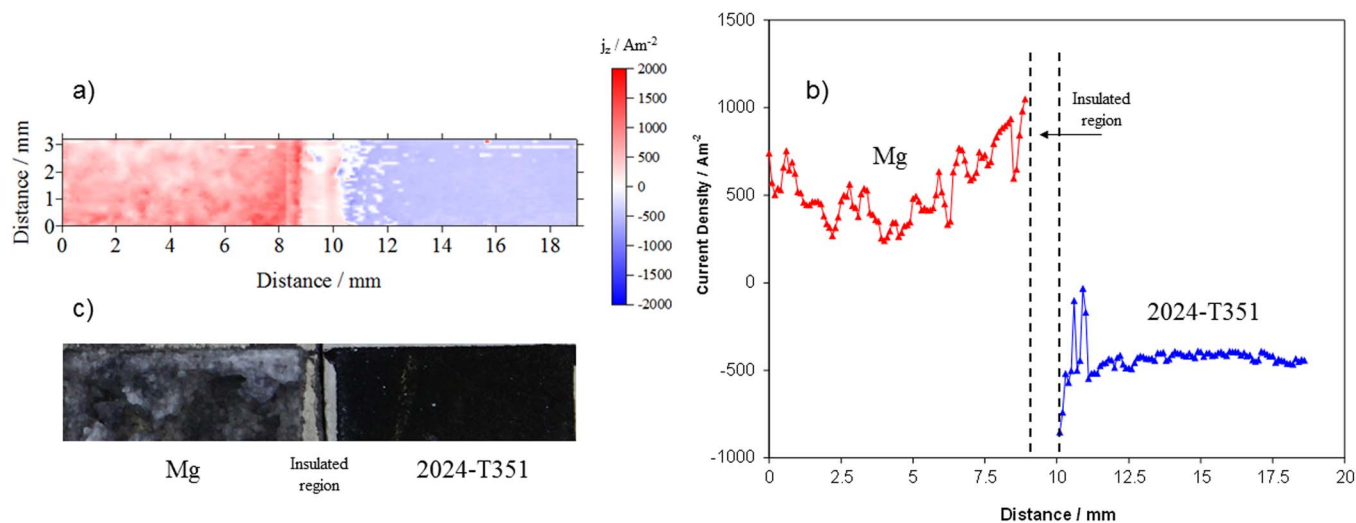 a)
j_z / Am^-2
2000
1500
1000
500
0
-500
-1000
-1500
-2000
Distance / mm
3
2
1
0
0 2 4 6 8 10 12 14 16 18
Distance / mm
c)
Mg
Insulated
region
2024-T351
b)
Current Density / Am^-2
1500
1000
500
0
-500
-1000
Mg
Insulated
region
2024-T351
0 2.5 5 7.5 10 12.5 15 17.5 20
Distance / mm